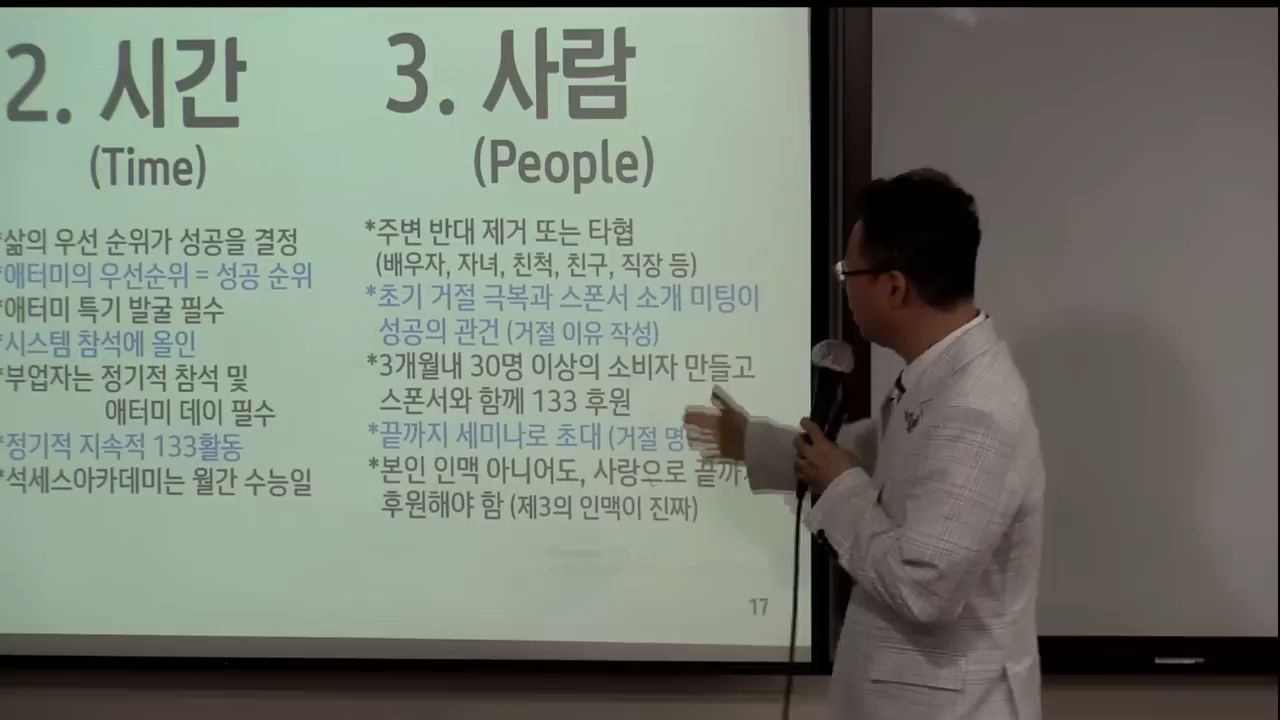 2. 시간
(Time)
*삶의 우선 순위가 성공을 결정
*애터미의 우선순위 = 성공 순위
*애터미 특기 발굴 필수
*시스템 참석에 올인
*부업자는 정기적 참석 및
애터미 데이 필수
*정기적 지속적 133활동
*석세스아카데미는 월간 수능일
3. 사람
(People)
*주변 반대 제거 또는 타협
(배우자, 자녀, 친척, 친구, 직장 등)
*초기 거절 극복과 스폰서 소개 미팅이
성공의 관건 (거절 이유 작성)
*3개월내 30명 이상의 소비자 만들고
스폰서와 함께 133 후원
*끝까지 세미나로 초대 (거절
*본인 인맥 아니어도, 사랑으로
후원해야 함 (제3의 인맥이 진짜)
17